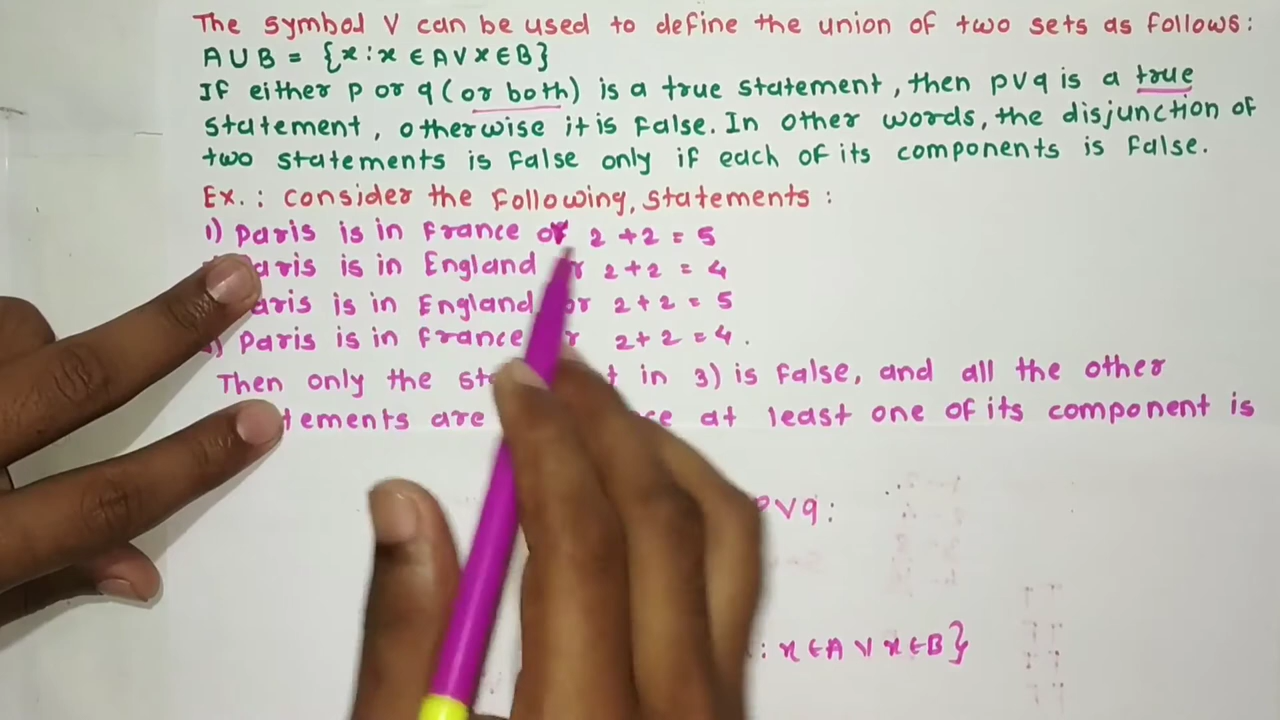 The symbol V can be used to define the union of two sets as follows:
A U B = {x : x ∈ A V x ∈ B}
If either p or q (or both) is a true statement, then p v q is a true
statement, otherwise it is false. In other words, the disjunction of
two statements is false only if each of its components is false.
Ex. : consider the following statements :
1) Paris is in france or 2 + 2 = 5
aris is in England r 2 + 2 = 4
aris is in England or 2 + 2 = 5
) Paris is in france r 2 + 2 = 4 .
Then only the st t in 3) is false, and all the other
tements are ce at least one of its component is
p V q :
: x ∈ A V x ∈ B}